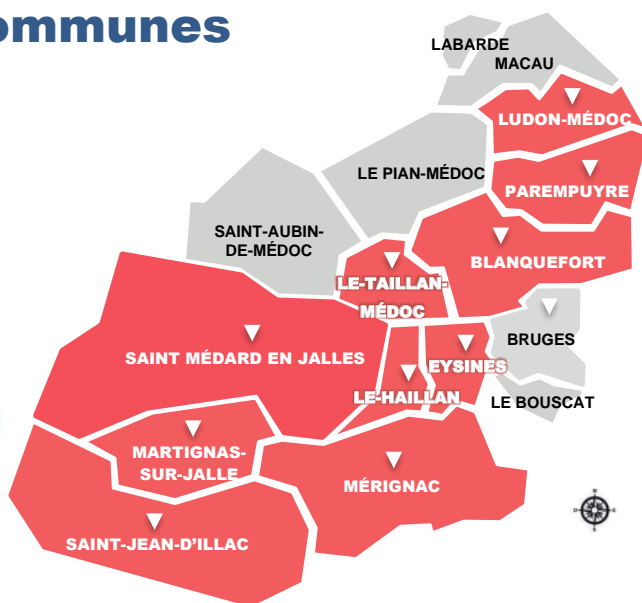 ommunes
LABARDE
MACAU
LUDON-MÉDOC
LE PIAN-MÉDOC
PAREMPUYRE
SAINT-AUBIN-
DE-MÉDOC
BLANQUEFORT
LE-TAILLAN-
MÉDOC
BRUGES
SAINT MÉDARD EN JALLES
EYSINES
LE-HAILLAN
LE BOUSCAT
MARTIGNAS-
SUR-JALLE
MÉRIGNAC
SAINT-JEAN-D’ILLAC